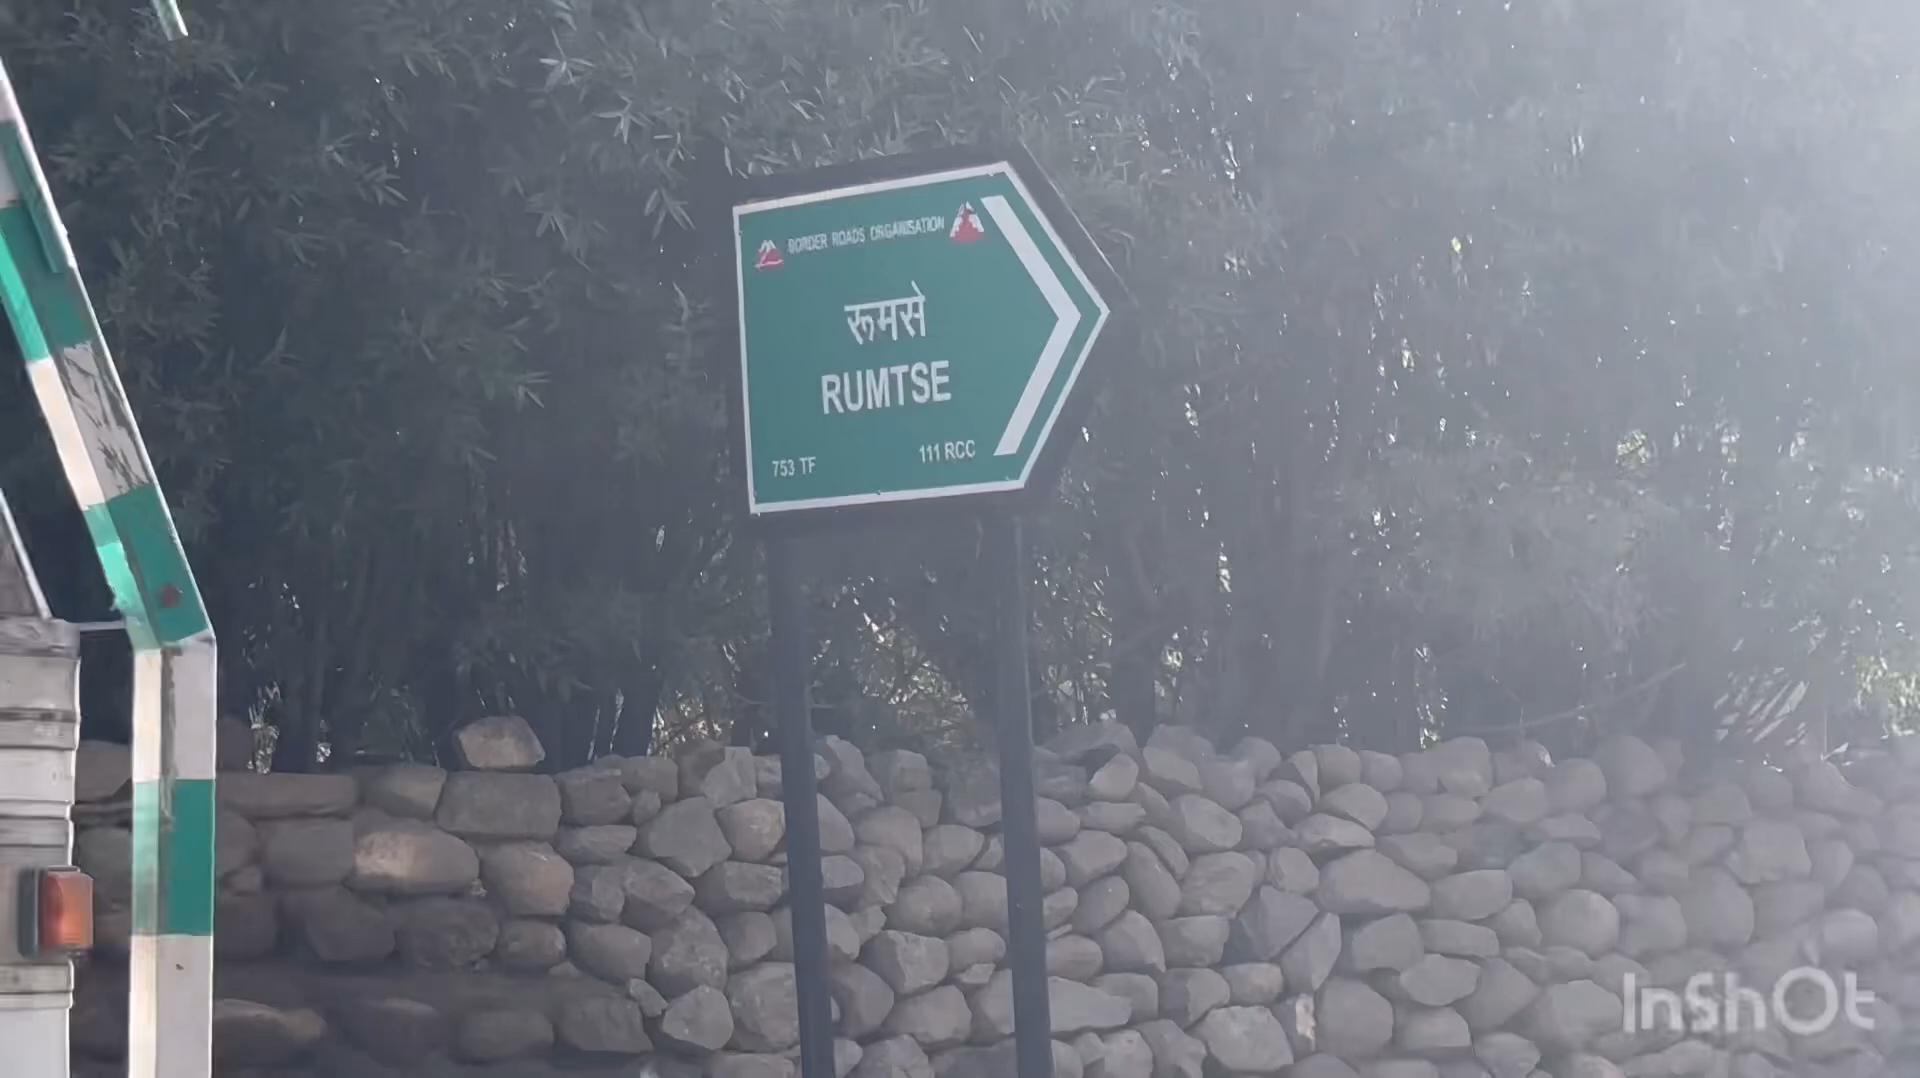 BORDER ROADS ORGANISATION
रूमसे
RUMTSE
753 TF
111 RCC
InShOt